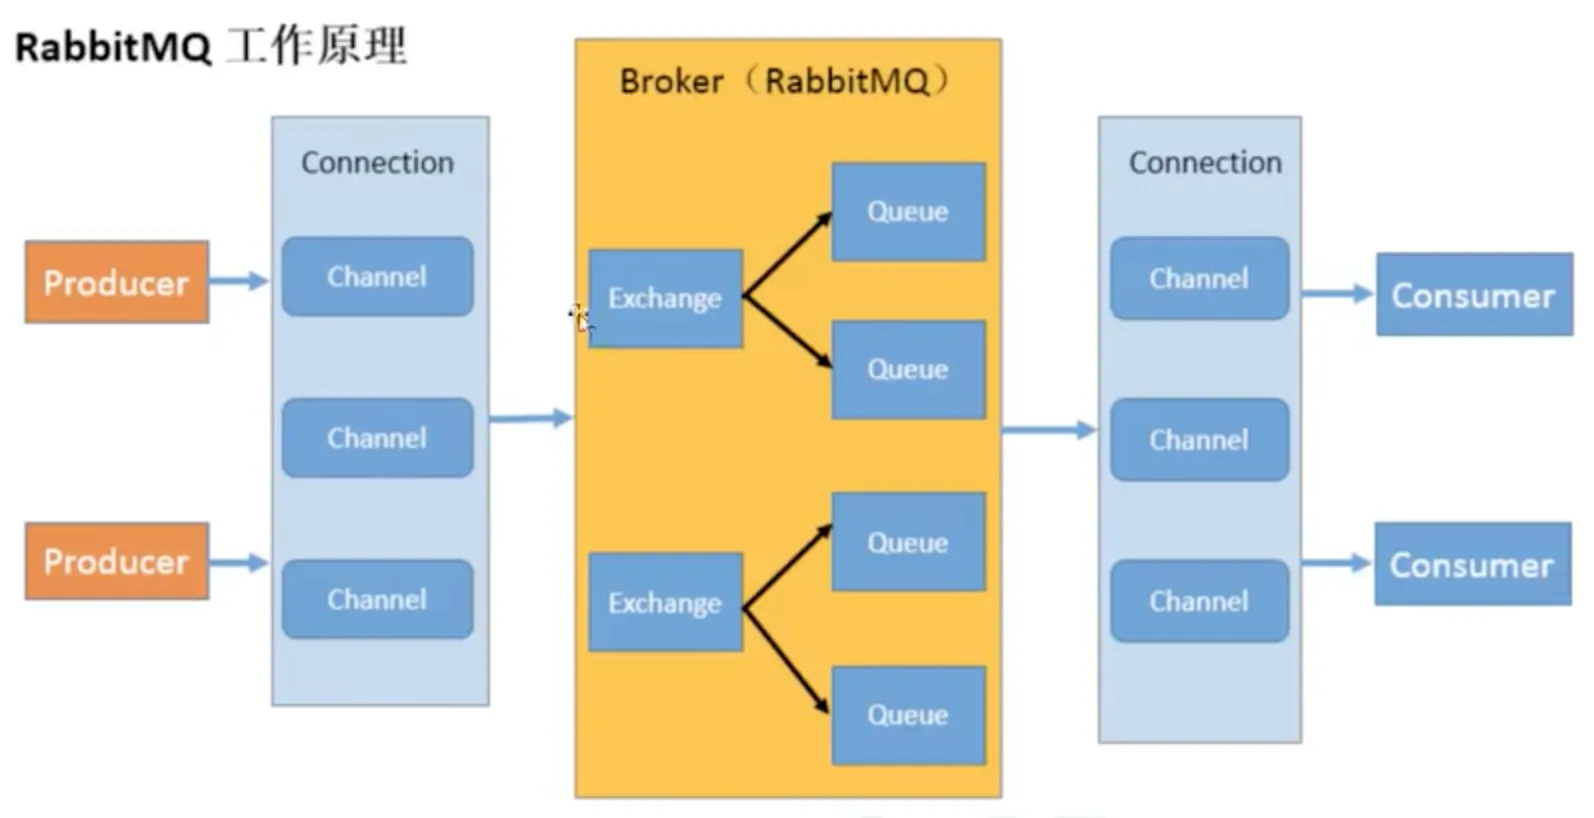 RabbitMQ 工作原理
Broker（RabbitMQ）
Connection
Connection
Producer
Producer
Channel
Channel
Channel
Exchange
Queue
Queue
Exchange
Queue
Queue
Channel
Channel
Channel
Consumer
Consumer